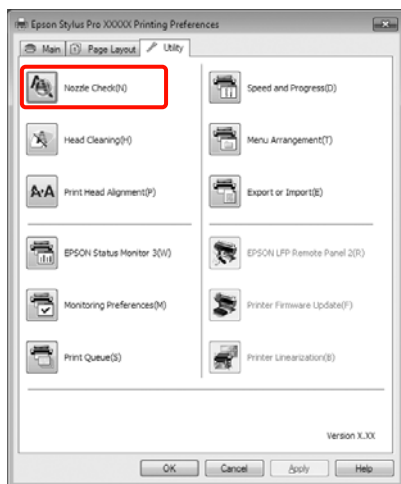 Epson Stylus Pro XXXXX Printing Preferences
Main Page Layout Utility
Nozzle Check(N)
Speed and Progress(D)
Head Cleaning(H)
Menu Arrangement(T)
A·A Print Head Alignment(P)
Export or Import(E)
EPSON Status Monitor 3(W)
EPSON LFP Remote Panel 2(R)
Monitoring Preferences(M)
Printer Firmware Update(F)
Print Queue(S)
Printer Linearization(B)
Version X.XX
OK Cancel Apply Help